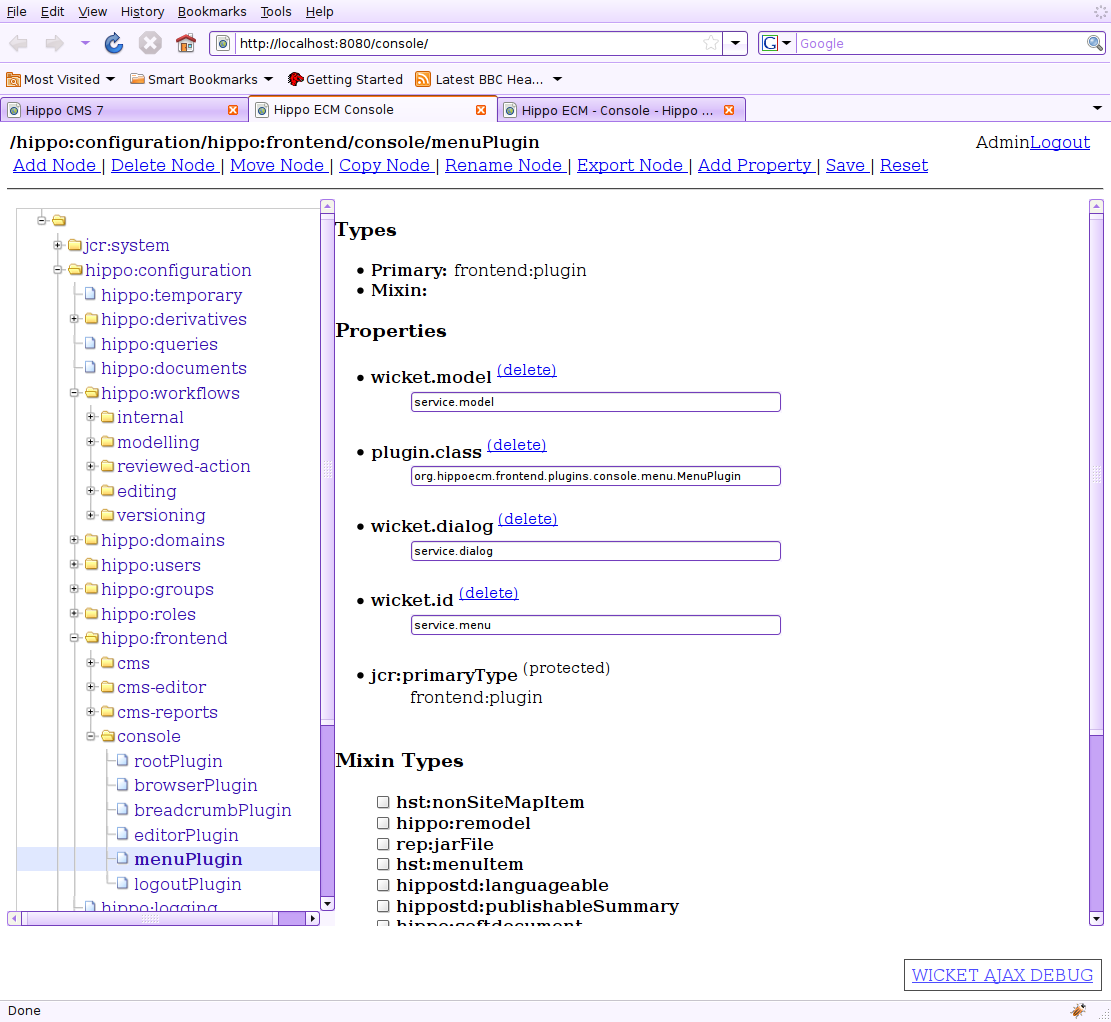 File Edit View History Bookmarks Tools Help
http://localhost:8080/console/
Google
Most Visited Smart Bookmarks Getting Started Latest BBC Hea...
Hippo CMS 7 Hippo ECM Console Hippo ECM - Console - Hippo ...
/hippo:configuration/hippo:frontend/console/menuPlugin
AdminLogout
Add Node | Delete Node | Move Node | Copy Node | Rename Node | Export Node | Add Property | Save | Reset
jcr:system
hippo:configuration
hippo:temporary
hippo:derivatives
hippo:queries
hippo:documents
hippo:workflows
internal
modelling
reviewed-action
editing
versioning
hippo:domains
hippo:users
hippo:groups
hippo:roles
hippo:frontend
cms
cms-editor
cms-reports
console
rootPlugin
browserPlugin
breadcrumbPlugin
editorPlugin
menuPlugin
logoutPlugin
hippo:logging
Types
• Primary: frontend:plugin
• Mixin:
Properties
• wicket.model (delete)
service.model
• plugin.class (delete)
org.hippoecm.frontend.plugins.console.menu.MenuPlugin
• wicket.dialog (delete)
service.dialog
• wicket.id (delete)
service.menu
• jcr:primaryType (protected)
frontend:plugin
Mixin Types
hst:nonSiteMapItem
hippo:remodel
rep:jarFile
hst:menuItem
hippostd:languageable
hippostd:publishableSummary
hippo:softdocument
WICKET AJAX DEBUG
Done